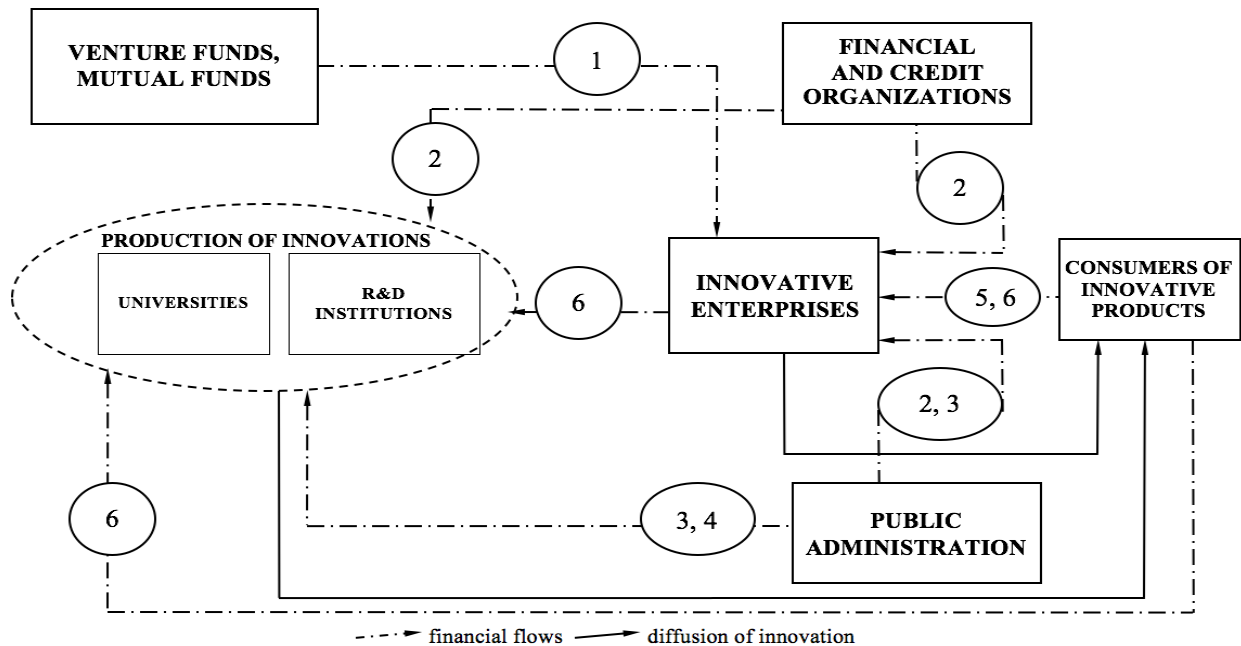 VENTURE FUNDS,
MUTUAL FUNDS
1
FINANCIAL
AND CREDIT
ORGANIZATIONS
2
2
PRODUCTION OF INNOVATIONS
UNIVERSITIES
R&D
INSTITUTIONS
6
INNOVATIVE
ENTERPRISES
5, 6
CONSUMERS OF
INNOVATIVE
PRODUCTS
2, 3
6
3, 4
PUBLIC
ADMINISTRATION
financial flows
diffusion of innovation